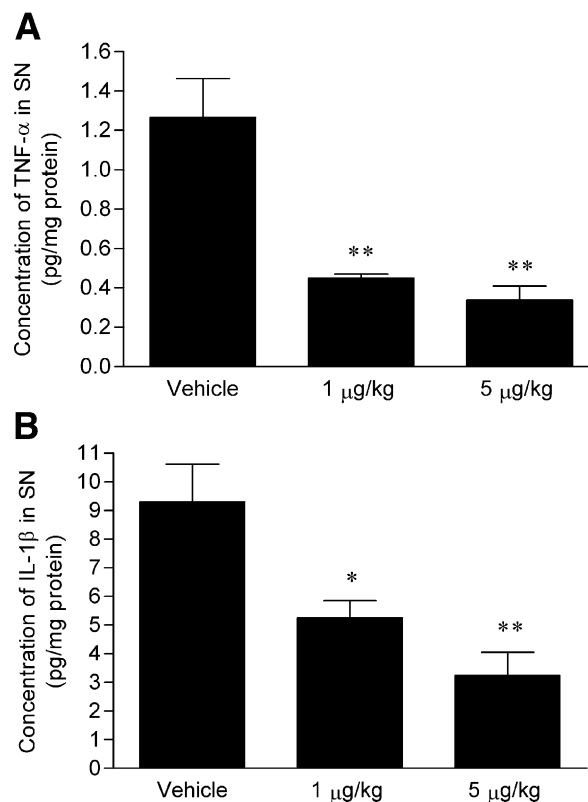 A
Concentration of TNF-α in SN
(pg/mg protein)
1.6
1.4
1.2
1.0
0.8
0.6
0.4
0.2
0.0
**
**
Vehicle
1 μg/kg
5 μg/kg
B
Concentration of IL-1β in SN
(pg/mg protein)
11
10
9
8
7
6
5
4
3
2
1
0
*
**
Vehicle
1 μg/kg
5 μg/kg